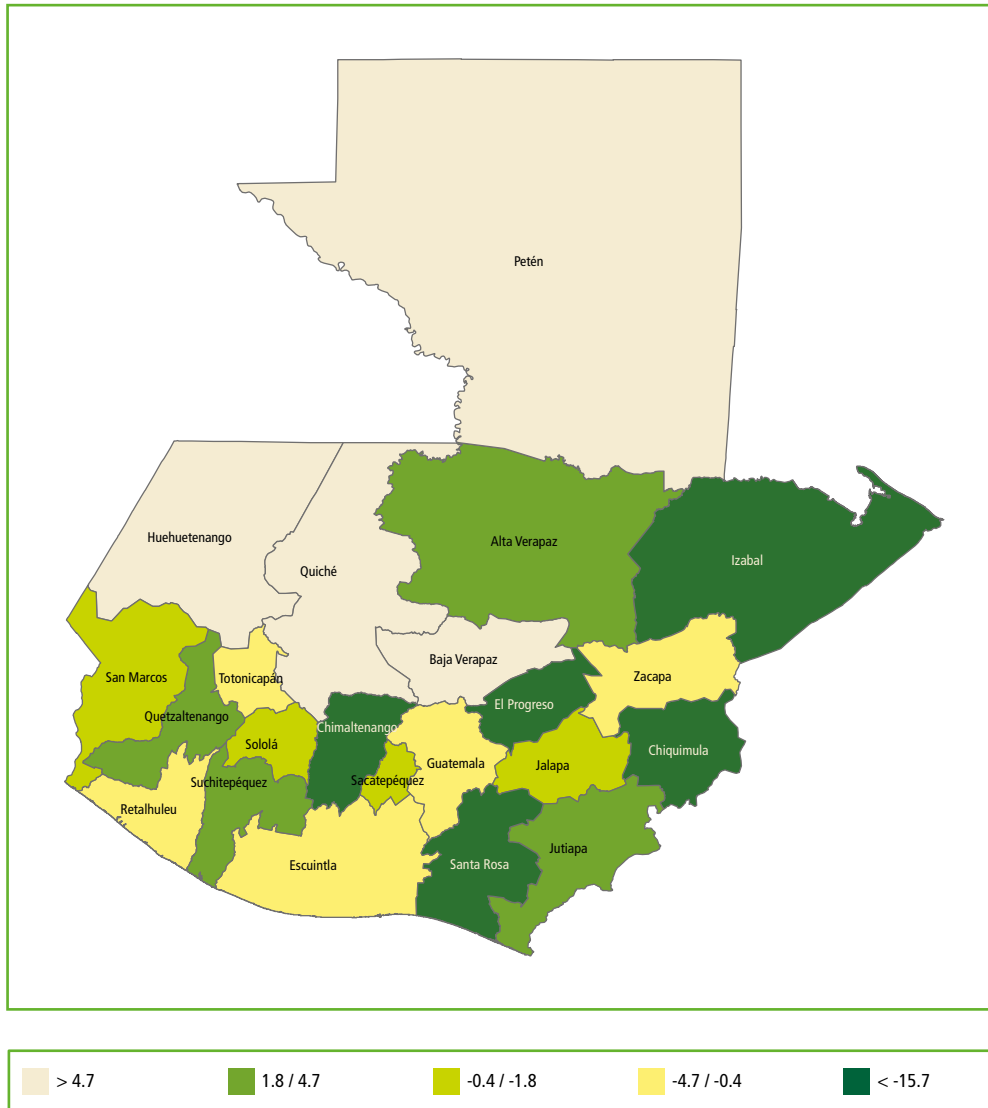 Petén
Huehuetenango
Quiché
Alta Verapaz
Izabal
Baja Verapaz
San Marcos
Totonicapán
Zacapa
El Progreso
Quetzaltenango
Chimaltenango
Sololá
Chiquimula
Guatemala
Jalapa
Suchitepéquez
Sacatepéquez
Retalhuleu
Jutiapa
Escuintla
Santa Rosa
> 4.7
1.8 / 4.7
-0.4 / -1.8
-4.7 / -0.4
< -15.7